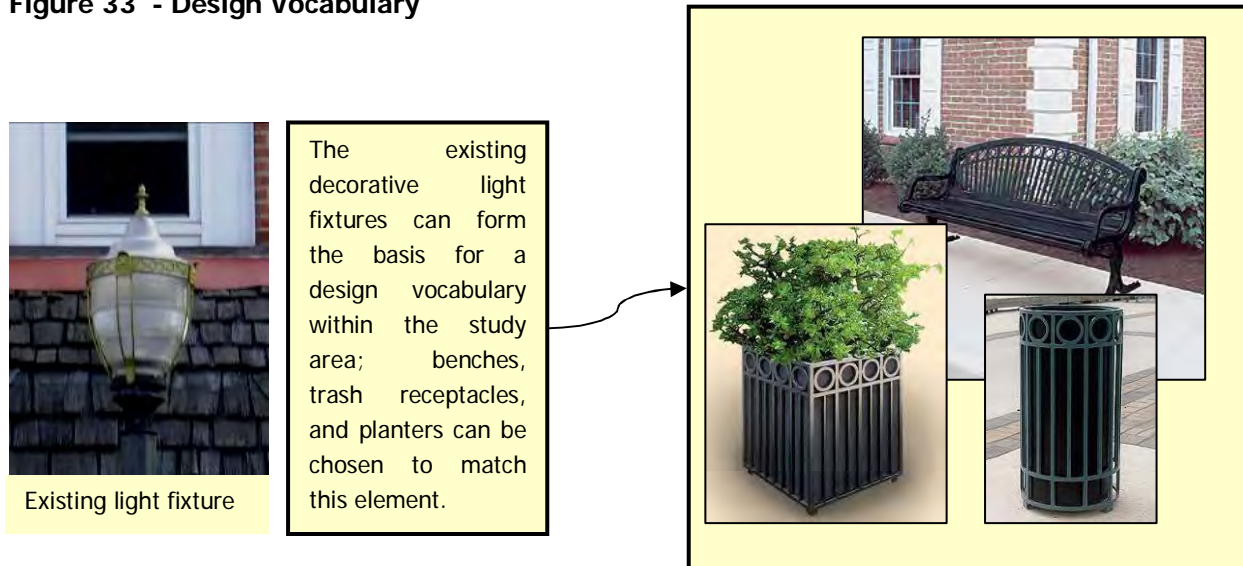 Figure 33 - Design Vocabulary
The existing
decorative light
fixtures can form
the basis for a
design vocabulary
within the study
area; benches,
trash receptacles,
and planters can be
chosen to match
this element.
Existing light fixture